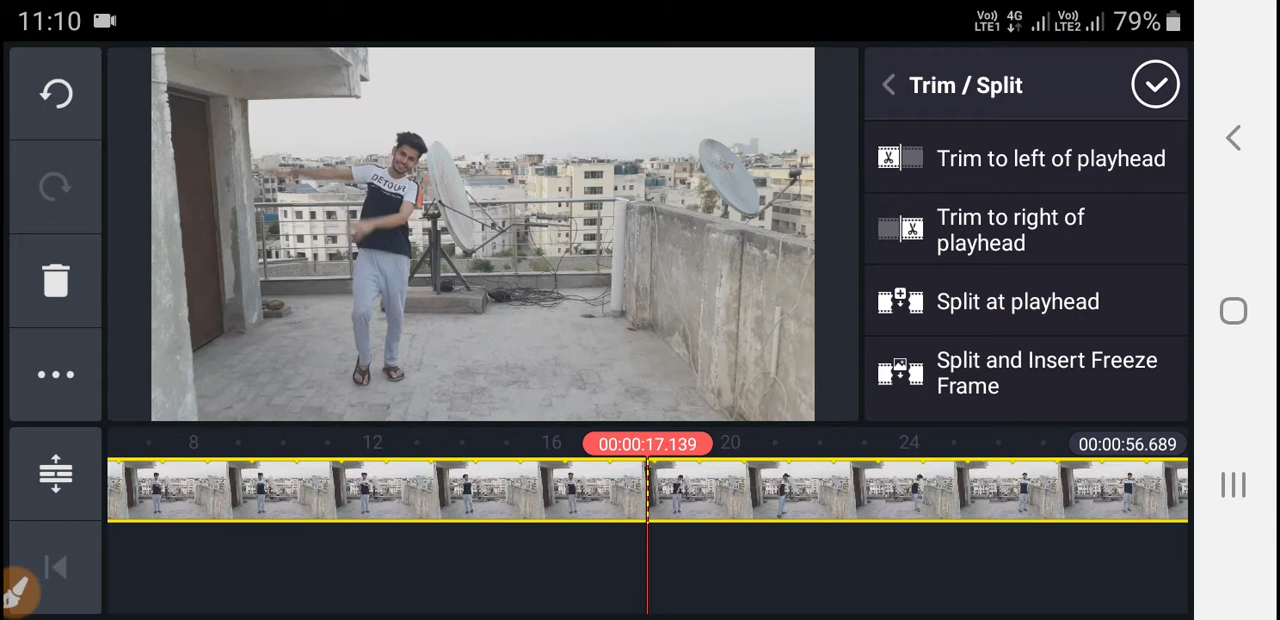 11:10
Vo)) 4G Vo)) 79%
LTE1 LTE2
Trim / Split
Trim to left of playhead
Trim to right of
playhead
Split at playhead
Split and Insert Freeze
Frame
DETOUR
8 12 16 00:00:17.139 20 24 00:00:56.689